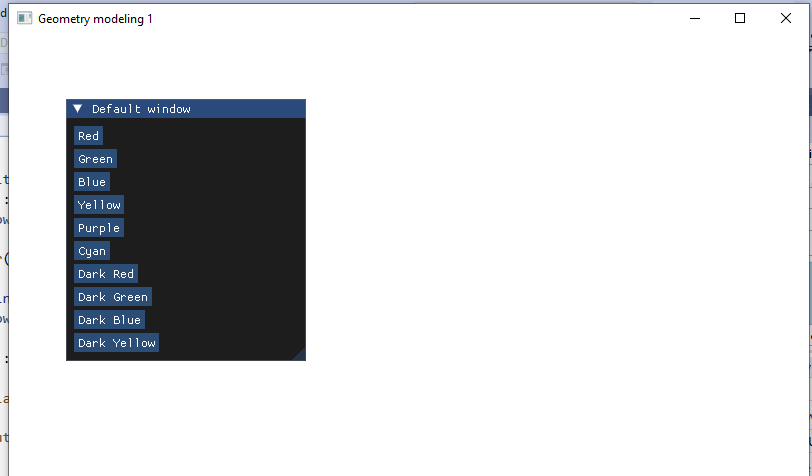 Geometry modeling 1
Default window
Red
Green
Blue
Yellow
Purple
Cyan
Dark Red
Dark Green
Dark Blue
Dark Yellow